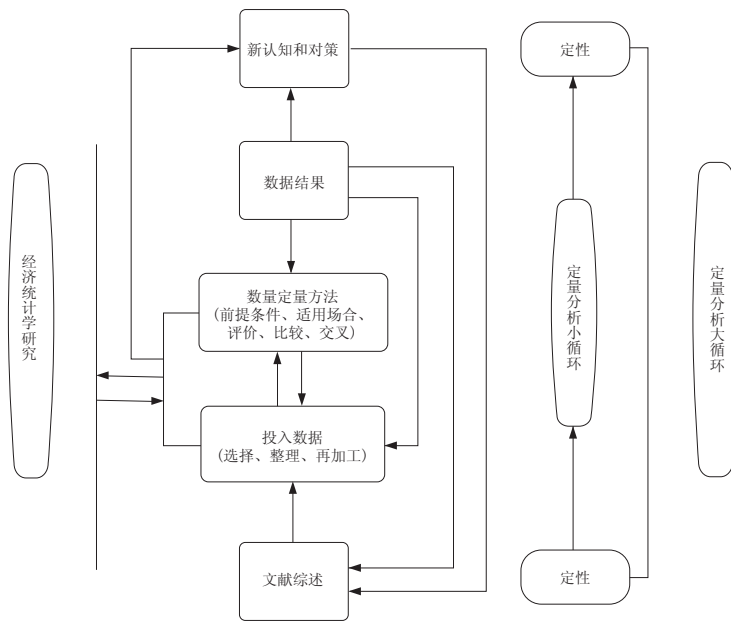 新认知和对策
定性
数据结果
经济统计学研究
数量定量方法
(前提条件、适用场合、
评价、比较、交叉)
定量分析小循环
定量分析大循环
投入数据
(选择、整理、再加工)
文献综述
定性